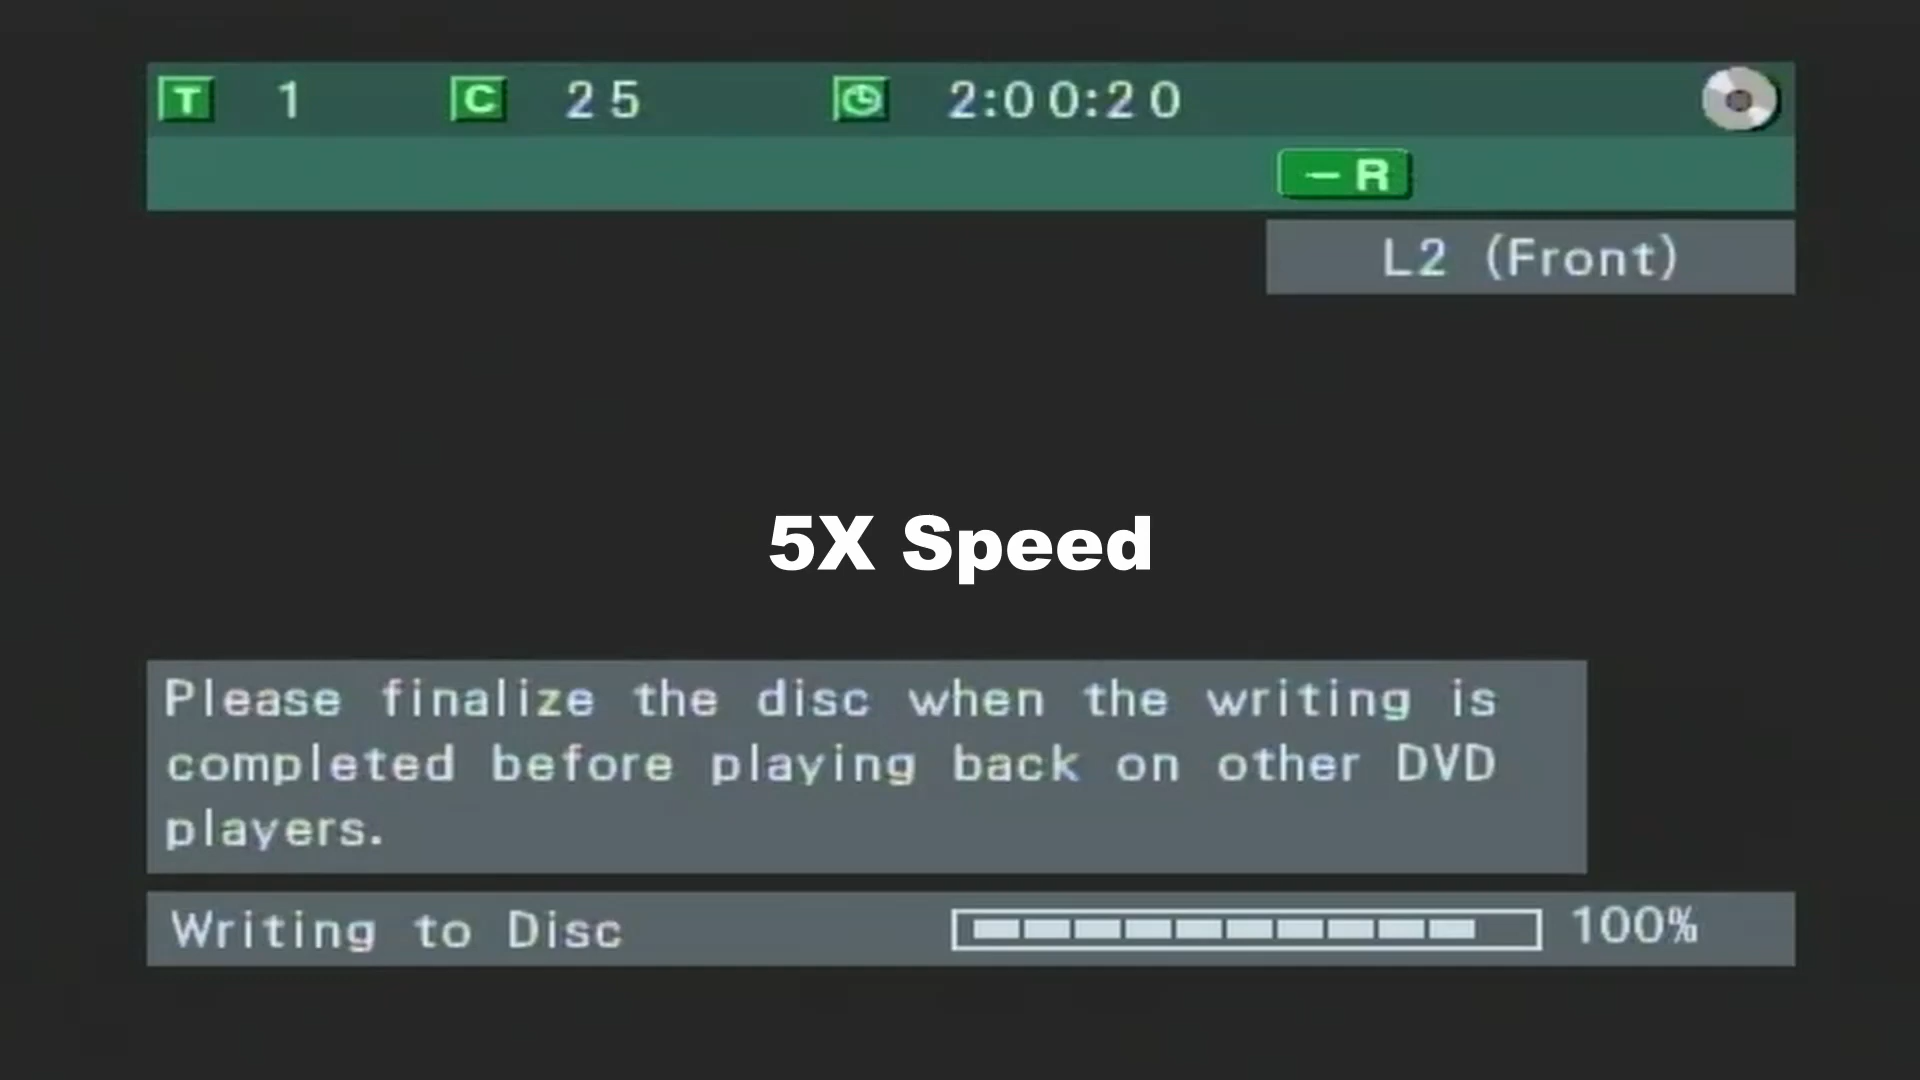 T 1 C 25 2:00:20
-R
L2 (Front)
5X Speed
Please finalize the disc when the writing is
completed before playing back on other DVD
players.
Writing to Disc 100%